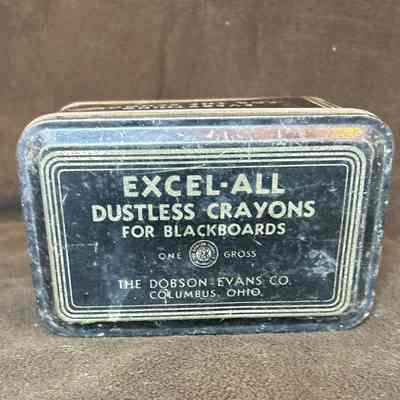 EXCEL-ALL
DUSTLESS CRAYONS
FOR BLACKBOARDS
ONE GROSS
THE DOBSON-EVANS CO.
COLUMBUS, OHIO.